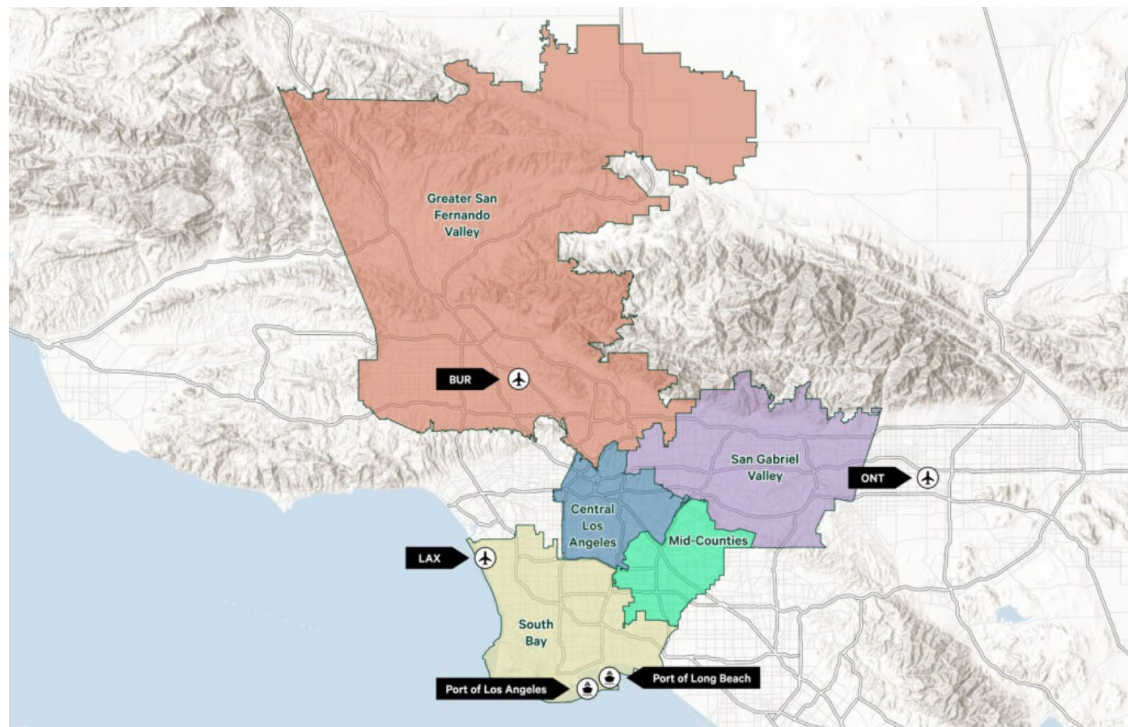 Greater San
Fernando
Valley
BUR
San Gabriel
Valley
ONT
Central
Los
Angeles
Mid-Counties
LAX
South
Bay
Port of Long Beach
Port of Los Angeles